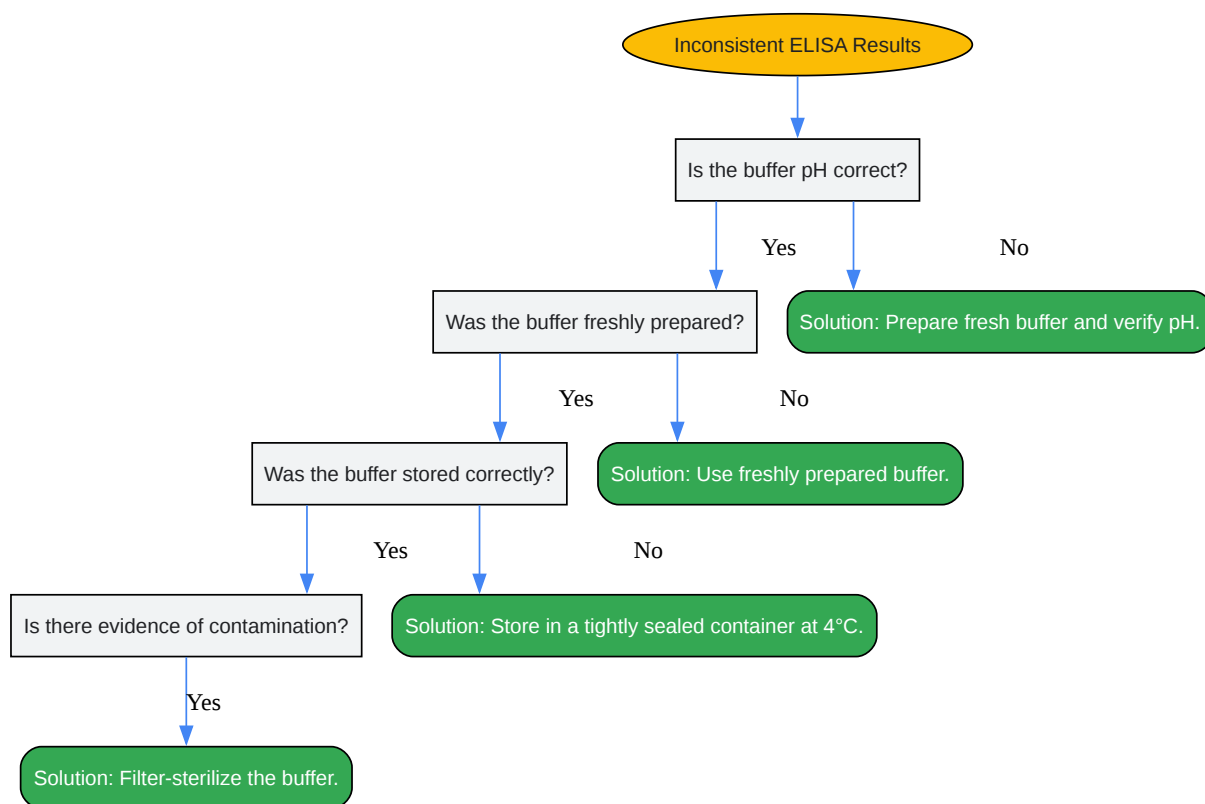 Inconsistent ELISA Results
Is the buffer pH correct?
Yes
No
Was the buffer freshly prepared?
Solution: Prepare fresh buffer and verify pH.
Yes
No
Was the buffer stored correctly?
Solution: Use freshly prepared buffer.
Yes
No
Is there evidence of contamination?
Solution: Store in a tightly sealed container at 4°C.
Yes
Solution: Filter-sterilize the buffer.